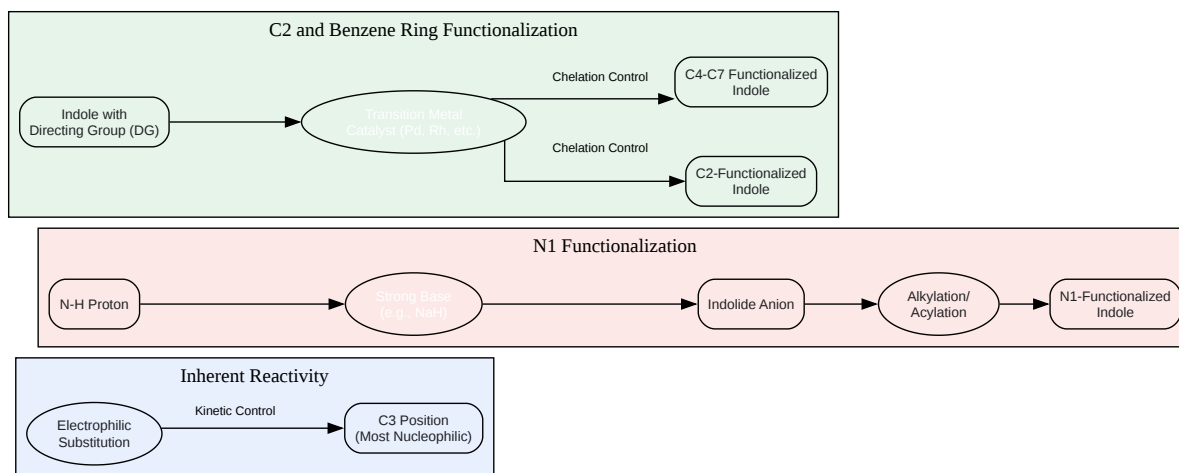 C2 and Benzene Ring Functionalization
Indole with
Directing Group (DG)
Transition Metal
Catalyst (Pd, Rh, etc.)
Chelation Control
C4-C7 Functionalized
Indole
Chelation Control
C2-Functionalized
Indole
N1 Functionalization
N-H Proton
Strong Base
(e.g., NaH)
Indolide Anion
Alkylation/
Acylation
N1-Functionalized
Indole
Inherent Reactivity
Electrophilic
Substitution
Kinetic Control
C3 Position
(Most Nucleophilic)